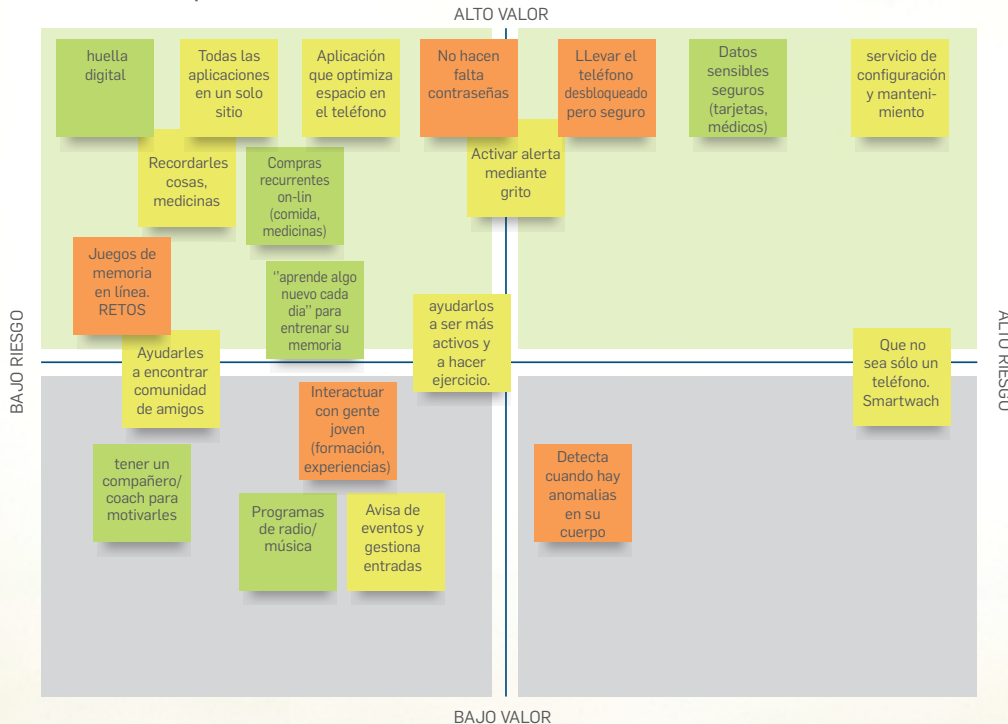 ALTO VALOR
huella
digital
Todas las
aplicaciones
en un solo
sitio
Aplicación
que optimiza
espacio en
el teléfono
No hacen
falta
contraseñas
LLevar el
teléfono
desbloqueado
pero seguro
Datos
sensibles
seguros
(tarjetas,
médicos)
servicio de
configuración
y manteni-
miento
Recordarles
cosas,
medicinas
Compras
recurrentes
on-lin
(comida,
medicinas)
Activar alerta
mediante
grito
Juegos de
memoria
en línea.
RETOS
"aprende algo
nuevo cada
dia" para
entrenar su
memoria
ayudarlos
a ser más
activos y
a hacer
ejercicio.
BAJO RIESGO
ALTO RIESGO
Ayudarles
a encontrar
comunidad
de amigos
Que no
sea sólo un
teléfono.
Smartwach
Interactuar
con gente
joven
(formación,
experiencias)
tener un
compañero/
coach para
motivarles
Detecta
cuando hay
anomalias
en su
cuerpo
Programas
de radio/
música
Avisa de
eventos y
gestiona
entradas
BAJO VALOR